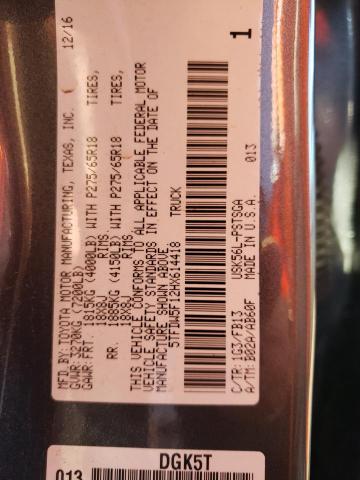 MFD.BY: TOYOTA MOTOR MANUFACTURING, TEXAS, INC. 12/16
GVWR: 3270KG (7200LB)
GAWR: FRT. 1815KG (4000LB) WITH P275/65R18 TIRES,
18X8J RIMS,
RR. 1885KG (4150LB) WITH P275/65R18 TIRES,
18X8J RIMS.
THIS VEHICLE CONFORMS TO ALL APPLICABLE FEDERAL MOTOR
VEHICLE SAFETY STANDARDS IN EFFECT ON THE DATE OF
MANUFACTURE SHOWN ABOVE.
5TFDW5F12HX614418 TRUCK
C/TR: 1G3/FB13 USK56L-PSTSGA 013
A/TM: B02A/AB60F MADE IN U.S.A.
1
DGK5T
013